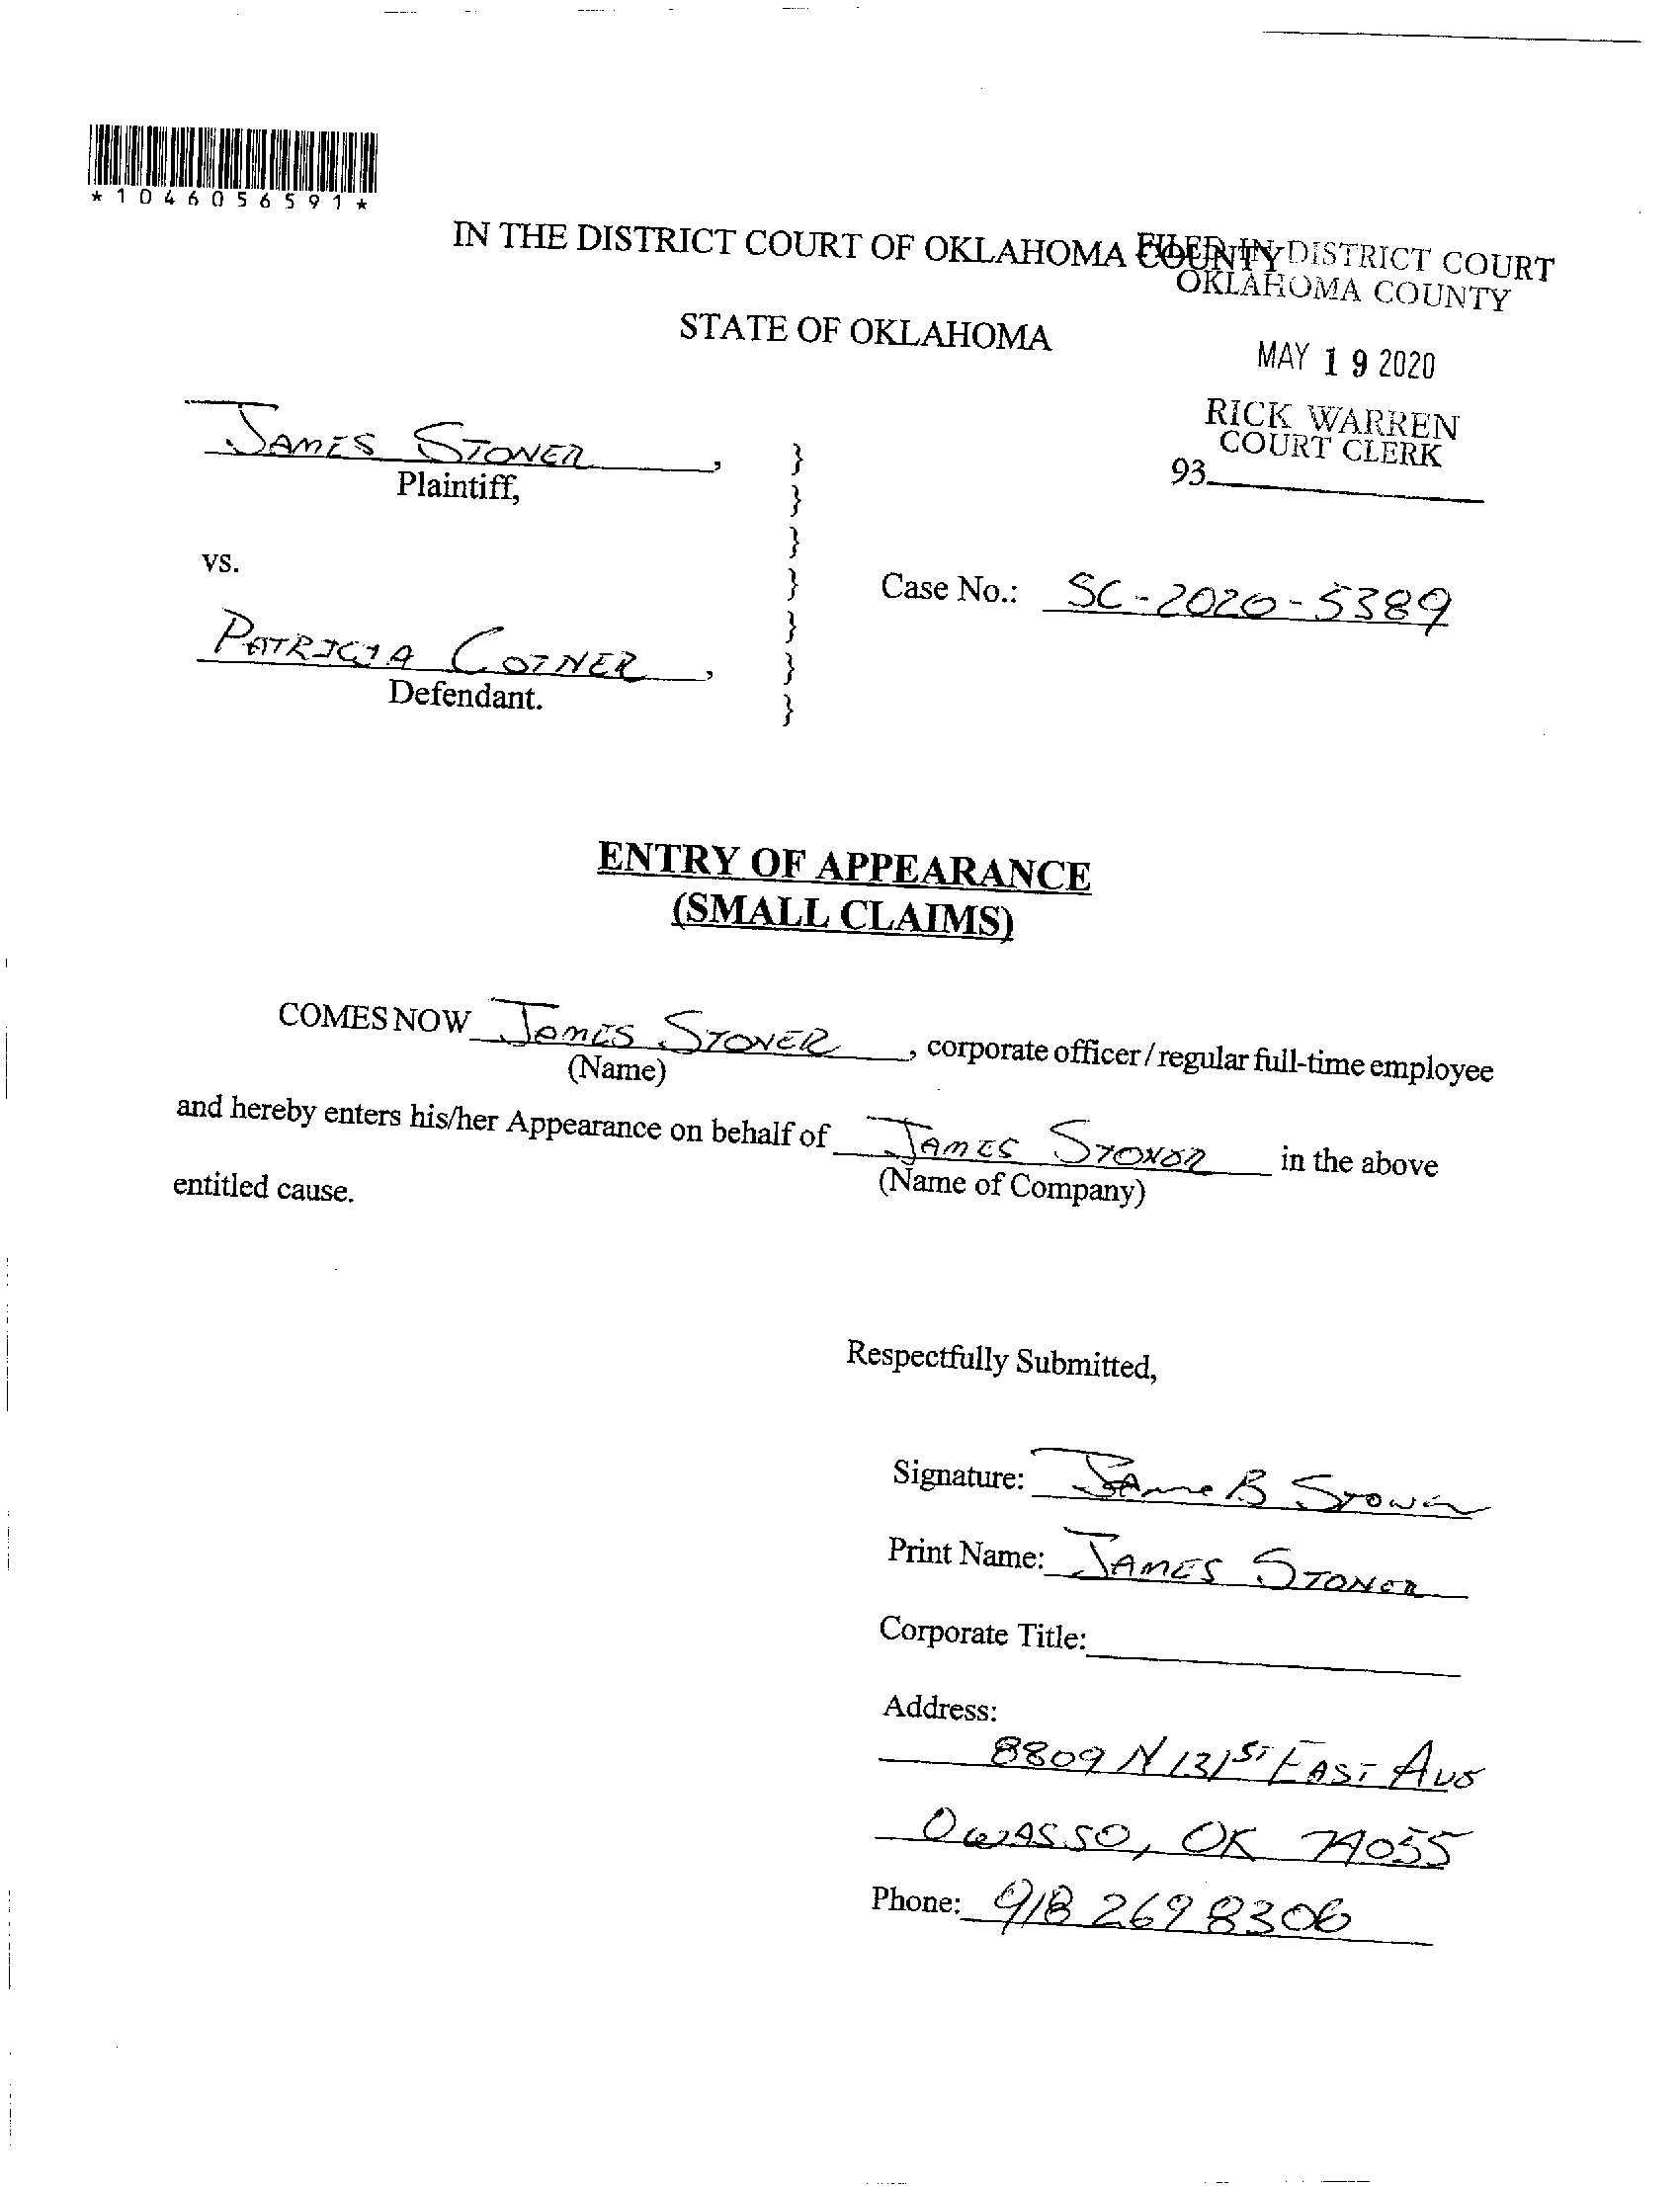 *1046056591*
IN THE DISTRICT COURT OF OKLAHOMA COUNTY
FILED IN DISTRICT COURT
OKLAHOMA COUNTY
STATE OF OKLAHOMA
MAY 19 2020
RICK WARREN
COURT CLERK
93
JAMES STONER,
Plaintiff,
vs.
Case No.: SC-2020-5389
PATRICIA COINER,
Defendant.
}
}
}
}
}
}
}
ENTRY OF APPEARANCE
(SMALL CLAIMS)
COMES NOW JAMES STONER, corporate officer/regular full-time employee
(Name)
and hereby enters his/her Appearance on behalf of JAMES STONER in the above
(Name of Company)
entitled cause.
Respectfully Submitted,
Signature: James B Stoner
Print Name: JAMES STONER
Corporate Title:
Address:
8809 N 131ST EAST AVE
OWASSO, OK 74055
Phone: 918 269 8306